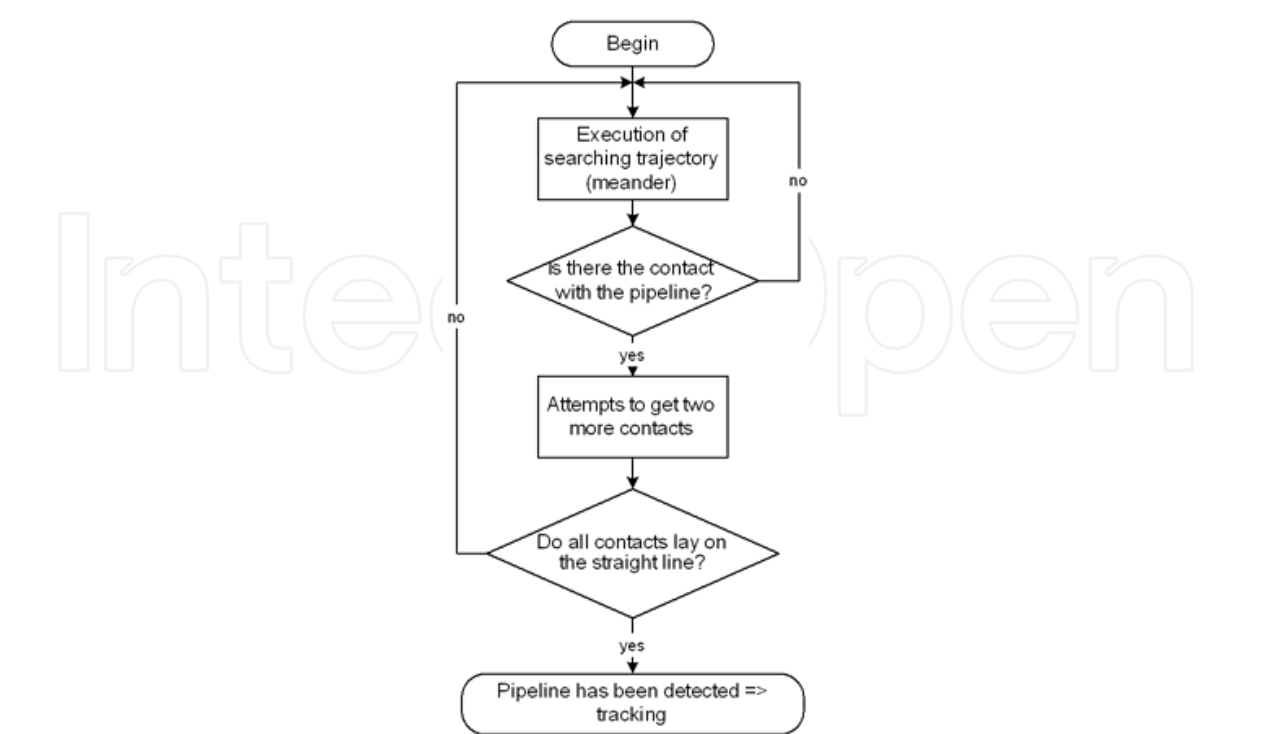 Begin
Execution of
searching trajectory
(meander)
no
Is there the contact
with the pipeline?
no
yes
Attempts to get two
more contacts
Do all contacts lay on
the straight line?
yes
Pipeline has been detected =>
tracking